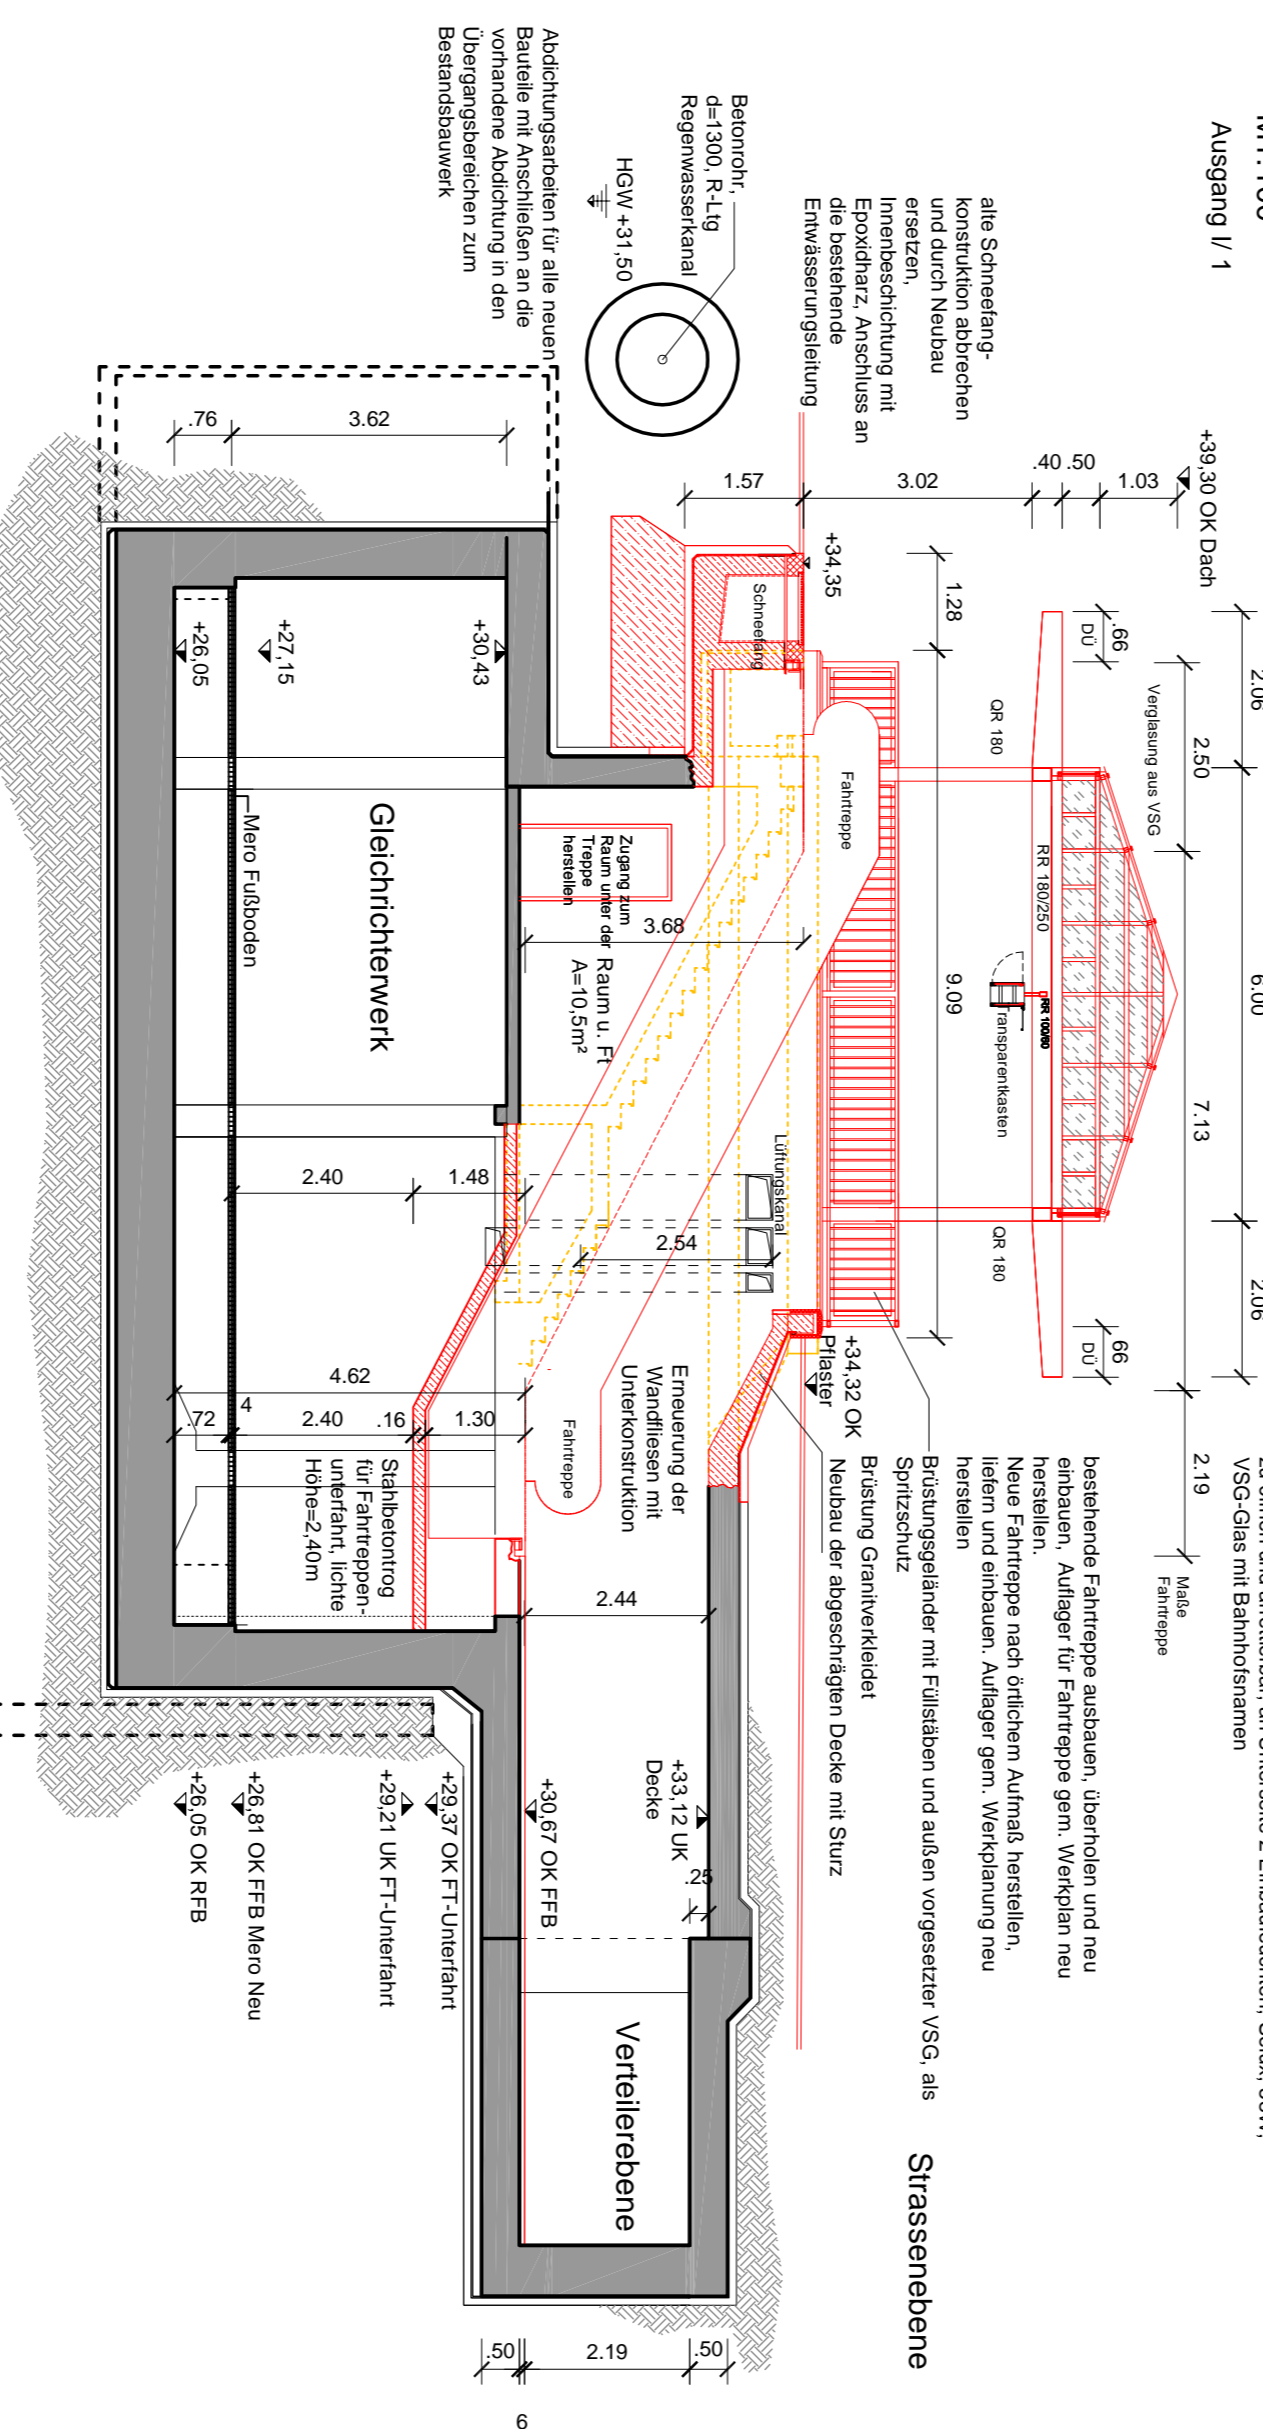 Ausgang I/ 1
+39,30 OK Dach
2.06
6.00
2.06
2.50
7.13
2.19
Maße
Fahrtreppe
VSG-Glas mit Bahnhofsnamen
.66
DÜ
Verglasung aus VSG
66
DÜ
1.03
.40
.50
3.02
1.57
QR 180
RR 180/250
RR 100/60
Transparentkasten
QR 180
1.28
9.09
alte Schneefang-
konstruktion abbrechen
und durch Neubau
ersetzen,
Innenbeschichtung mit
Epoxidharz, Anschluss an
die bestehende
Entwässerungsleitung
bestehende Fahrtreppe ausbauen, überholen und neu
einbauen, Auflager für Fahrtreppe gem. Werkplan neu
herstellen.
Neue Fahrtreppe nach örtlichem Aufmaß herstellen,
liefern und einbauen. Auflager gem. Werkplanung neu
herstellen
Brüstungsgeländer mit Füllstäben und außen vorgesetzter VSG, als
Spritzschutz
Brüstung Granitverkleidet
Neubau der abgeschrägten Decke mit Sturz
Strassenebene
+34,35
+34,32 OK
Pflaster
Schneefang
Fahrtreppe
Lüftungskanal
Betonrohr,
d=1300, R-Ltg
Regenwasserkanal
HGW +31,50
Abdichtungsarbeiten für alle neuen
Bauteile mit Anschließen an die
vorhandene Abdichtung in den
Übergangsbereichen zum
Bestandsbauwerk
3.68
2.54
Zugang zum
Raum unter der
Treppe
herstellen
Raum u. Ft
A=10,5m²
Erneuerung der
Wandfliesen mit
Unterkonstruktion
Fahrtreppe
2.44
+33,12 UK
Decke
.25
+30,67 OK FFB
Verteilerebene
.50
2.19
.50
6
3.62
.76
+30,43
+27,15
+26,05
Gleichrichterwerk
Mero Fußboden
1.48
2.40
4.62
1.30
.16
2.40
4
.72
Stahlbetontrog
für Fahrtreppen-
unterfahrt, lichte
Höhe=2,40m
+29,37 OK FT-Unterfahrt
+29,21 UK FT-Unterfahrt
+26,81 OK FFB Mero Neu
+26,05 OK RFB